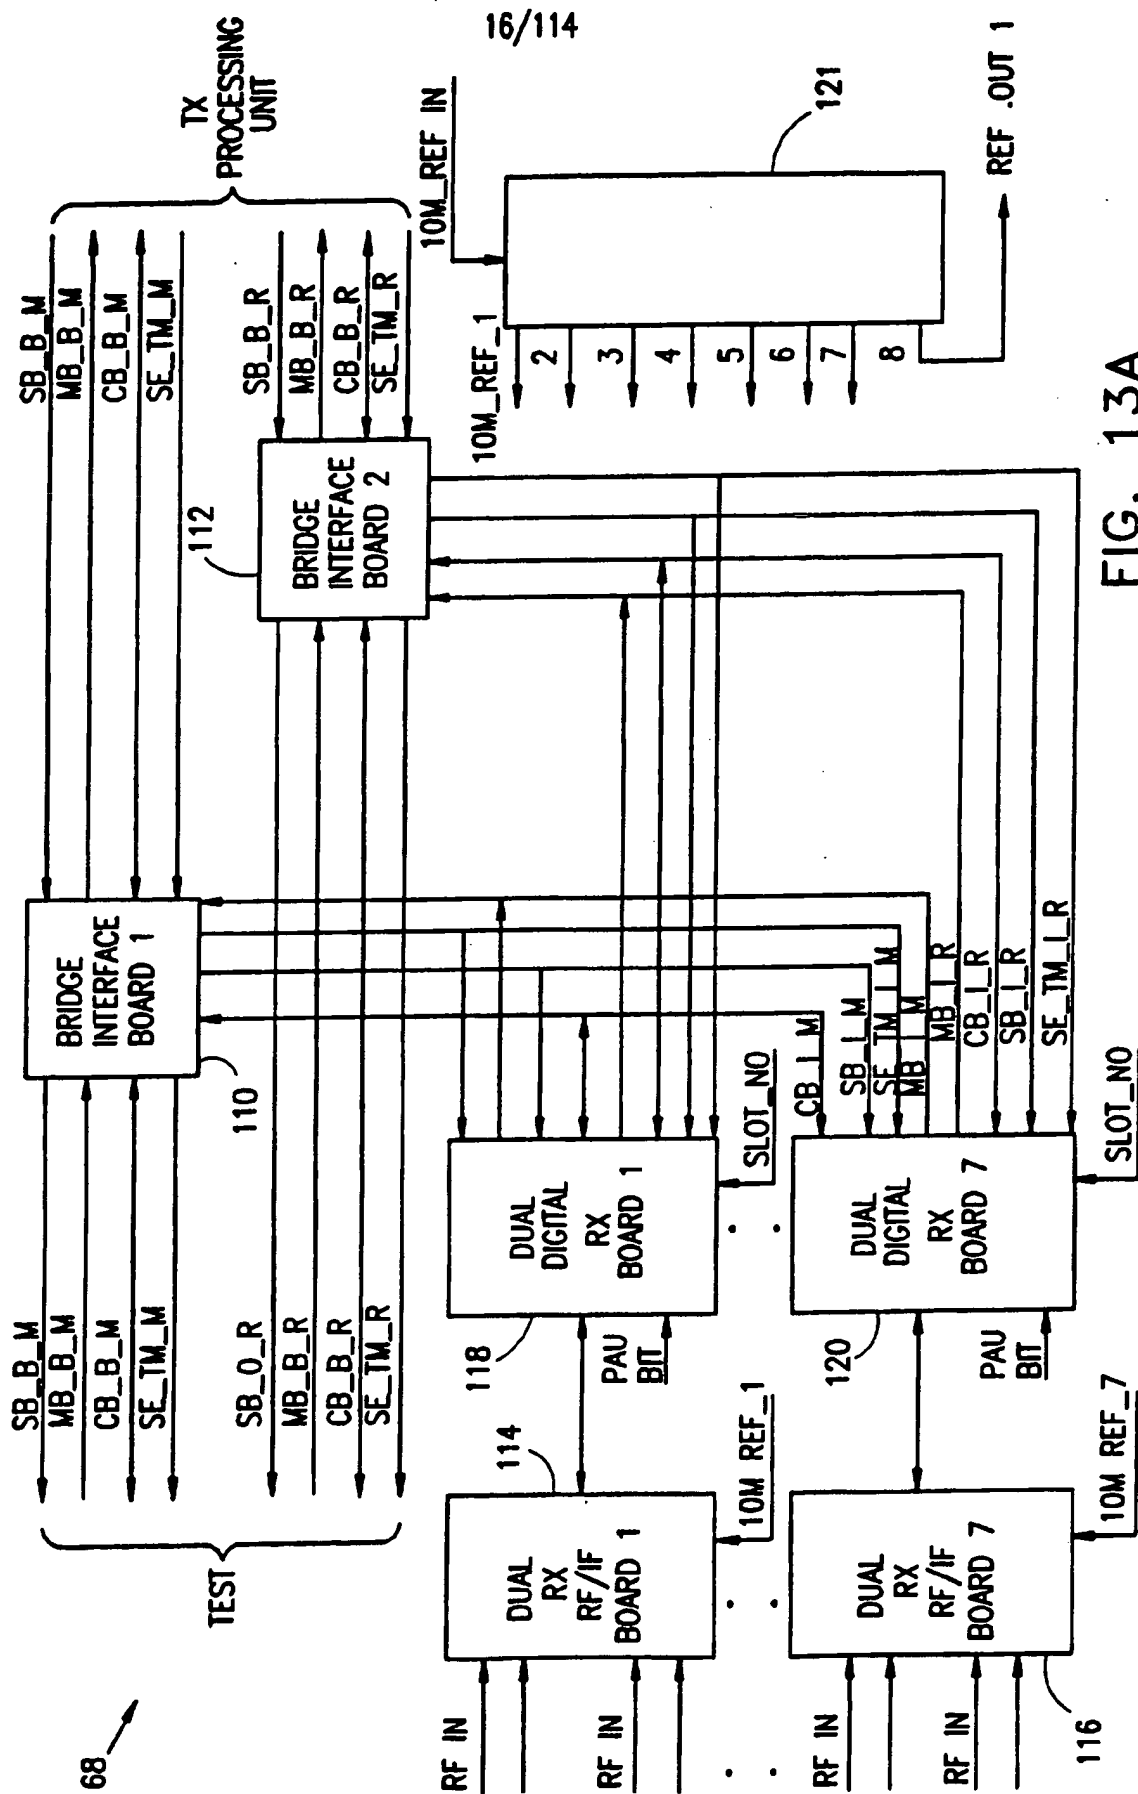 16/114
68
TEST
SB_B_M
MB_B_M
CB_B_M
SE_TM_M
SB_O_R
MB_B_R
CB_B_R
SE_TM_R
BRIDGE
INTERFACE
BOARD 1
110
SB_B_M
MB_B_M
CB_B_M
SE_TM_M
TX
PROCESSING
UNIT
BRIDGE
INTERFACE
BOARD 2
112
SB_B_R
MB_B_R
CB_B_R
SE_TM_R
10M_REF IN
121
10M_REF_1
2
3
4
5
6
7
8
REF .OUT 1
RF IN
RF IN
DUAL
RX
RF/IF
BOARD 1
114
10M REF_1
DUAL
DIGITAL
RX
BOARD 1
118
PAU
BIT
SLOT_NO
RF IN
RF IN
DUAL
RX
RF/IF
BOARD 7
116
10M REF_7
DUAL
DIGITAL
RX
BOARD 7
120
PAU
BIT
SLOT_NO
CB_I_M
SB_I_M
SE_TM_I_M
MB_I_M
MB_I_R
CB_I_R
SB_I_R
SE_TM_I_R
FIG. 13A